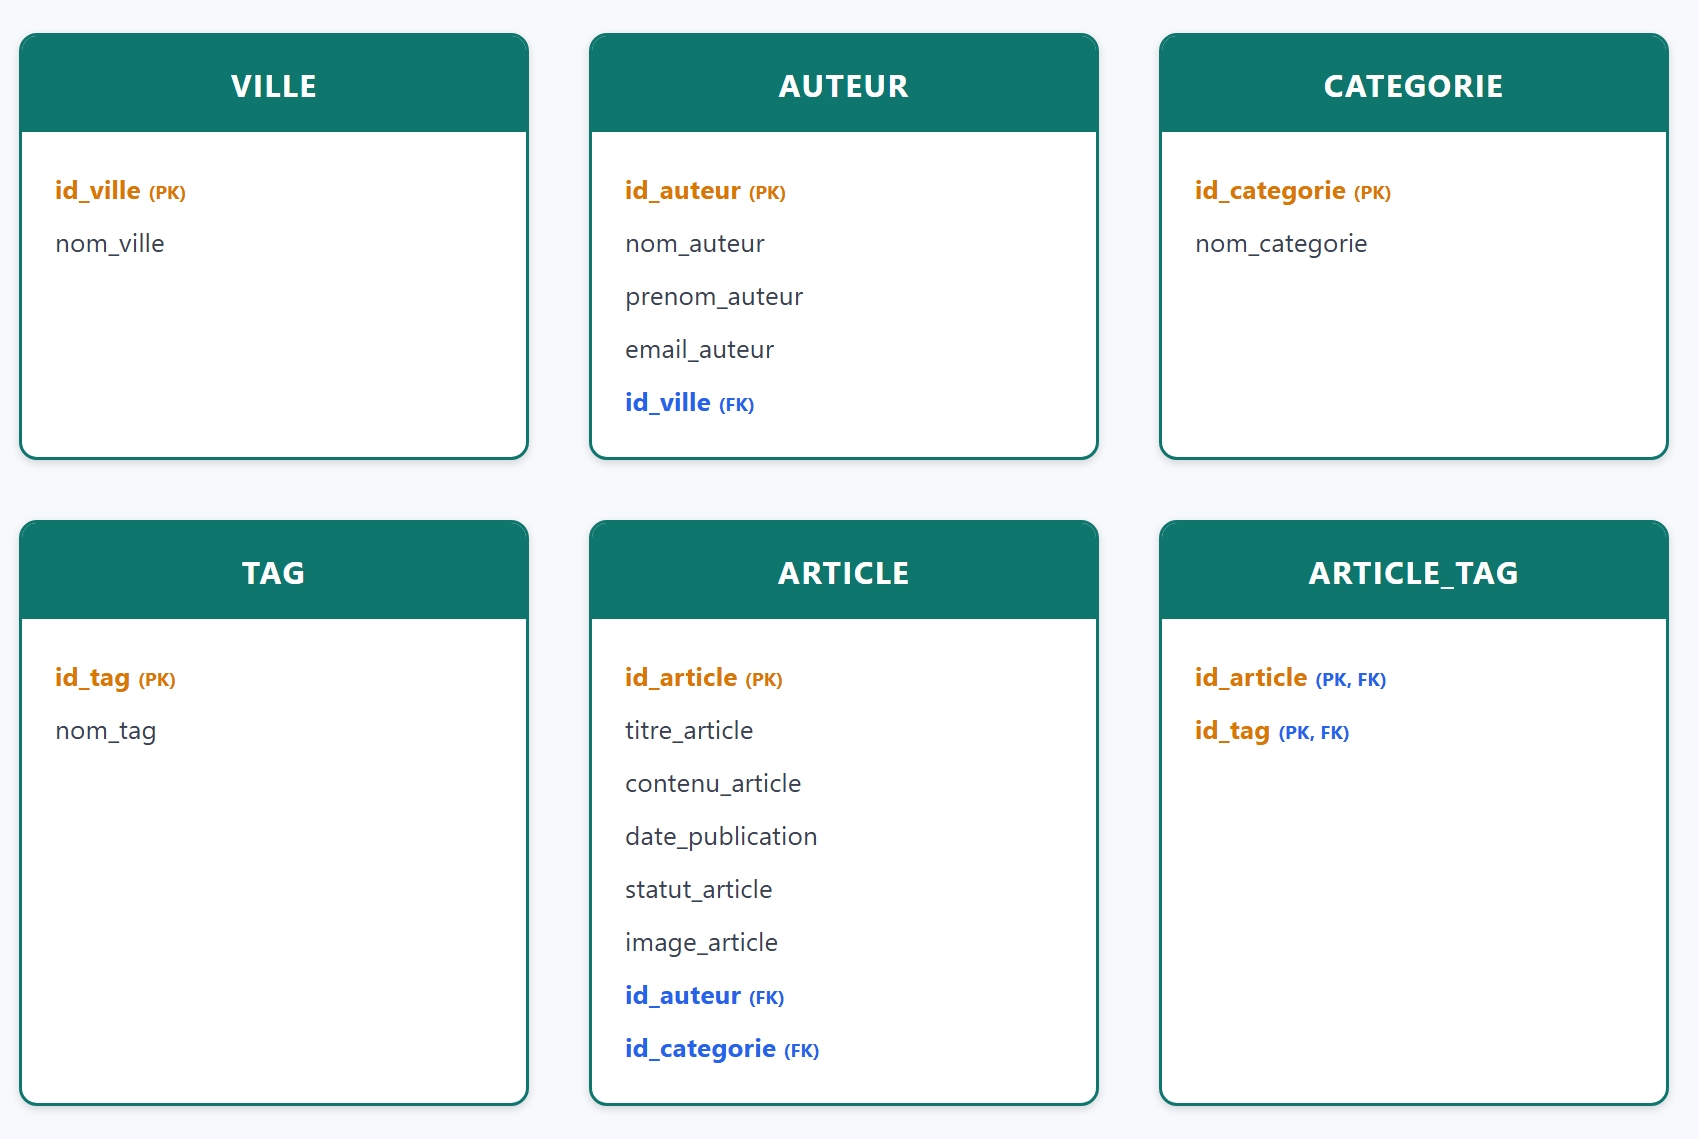 VILLE
id_ville (PK)
nom_ville
AUTEUR
id_auteur (PK)
nom_auteur
prenom_auteur
email_auteur
id_ville (FK)
CATEGORIE
id_categorie (PK)
nom_categorie
TAG
id_tag (PK)
nom_tag
ARTICLE
id_article (PK)
titre_article
contenu_article
date_publication
statut_article
image_article
id_auteur (FK)
id_categorie (FK)
ARTICLE_TAG
id_article (PK, FK)
id_tag (PK, FK)